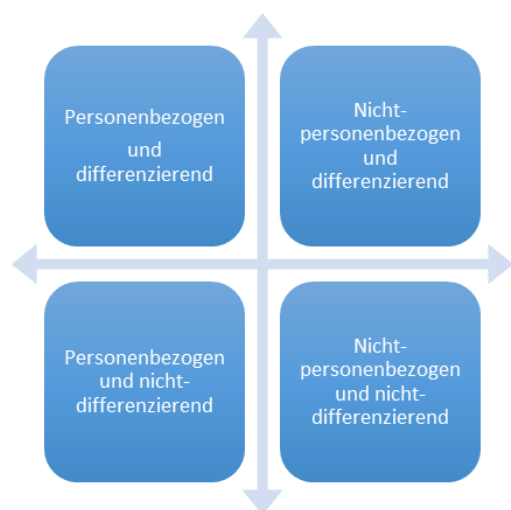 Personenbezogen
und
differenzierend
Nicht-
personenbezogen
und
differenzierend
Personenbezogen
und nicht-
differenzierend
Nicht-
personenbezogen
und nicht-
differenzierend